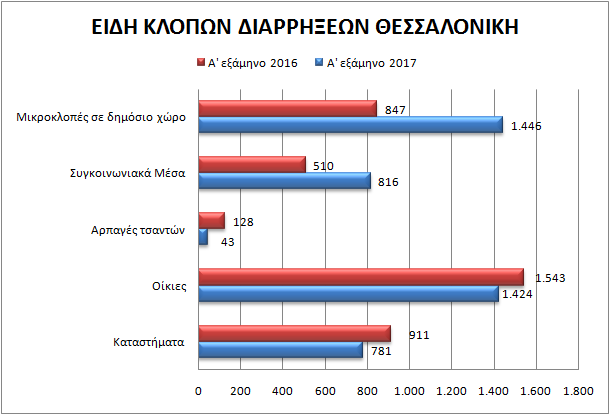 ΕΙΔΗ ΚΛΟΠΩΝ ΔΙΑΡΡΗΞΕΩΝ ΘΕΣΣΑΛΟΝΙΚΗ
Α' εξάμηνο 2016 Α' εξάμηνο 2017
Μικροκλοπές σε δημόσιο χώρο
847
1.446
Συγκοινωνιακά Μέσα
510
816
Αρπαγές τσαντών
128
43
Οίκιες
1.543
1.424
Καταστήματα
911
781
0 200 400 600 800 1.000 1.200 1.400 1.600 1.800